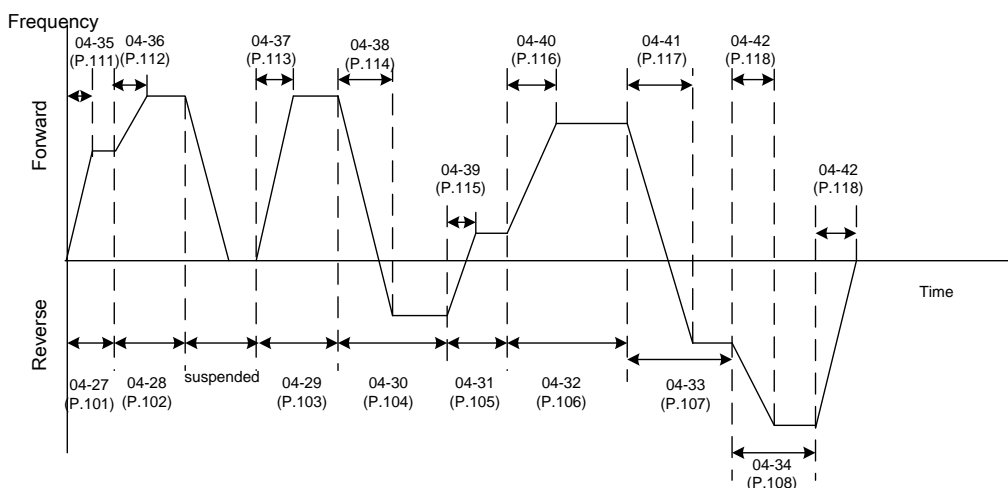 Frequency
04-35
(P.111)
04-36
(P.112)
04-37
(P.113)
04-38
(P.114)
04-40
(P.116)
04-41
(P.117)
04-42
(P.118)
04-39
(P.115)
04-42
(P.118)
Forward
Reverse
Time
suspended
04-27
(P.101)
04-28
(P.102)
04-29
(P.103)
04-30
(P.104)
04-31
(P.105)
04-32
(P.106)
04-33
(P.107)
04-34
(P.108)